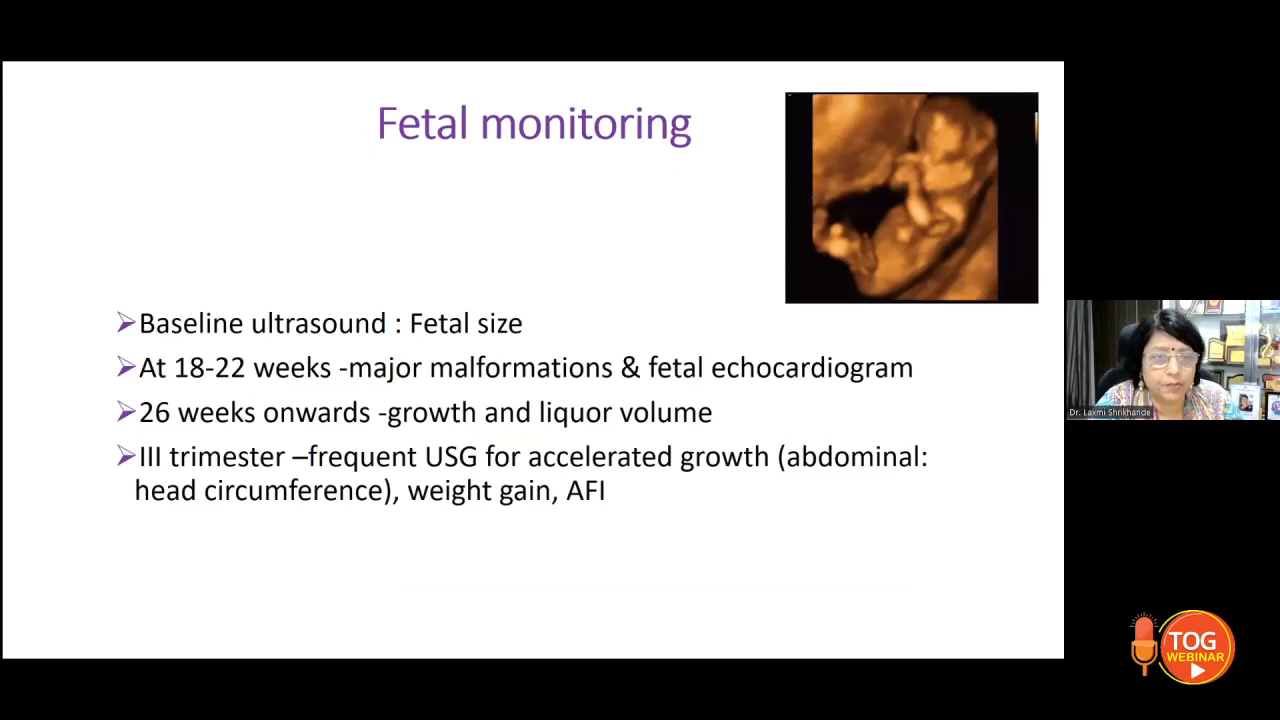 Fetal monitoring
➢Baseline ultrasound : Fetal size
➢At 18-22 weeks -major malformations & fetal echocardiogram
➢26 weeks onwards -growth and liquor volume
➢III trimester –frequent USG for accelerated growth (abdominal:
head circumference), weight gain, AFI
Dr. Laxmi Shrikhande
TOG
WEBINAR